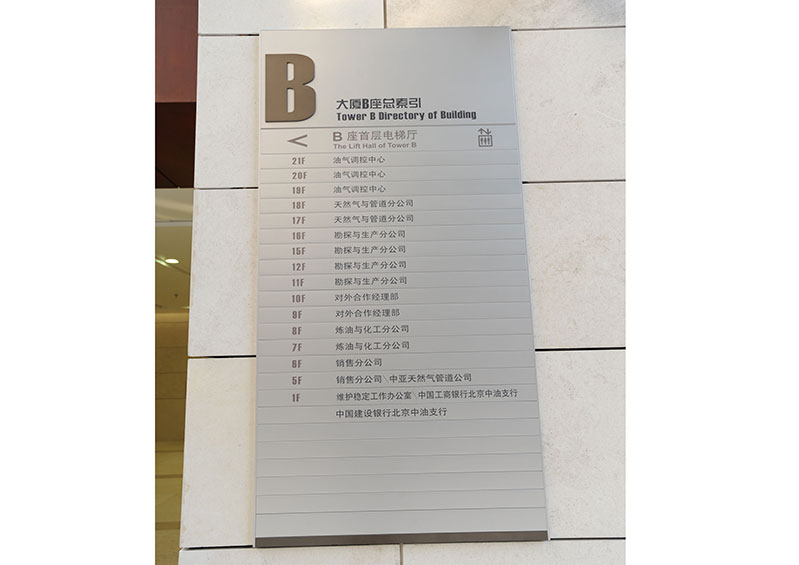 B
大厦B座总索引
Tower B Directory of Building
< B 座首层电梯厅
The Lift Hall of Tower B
21F 油气调控中心
20F 油气调控中心
19F 油气调控中心
18F 天然气与管道分公司
17F 天然气与管道分公司
16F 勘探与生产分公司
15F 勘探与生产分公司
12F 勘探与生产分公司
11F 勘探与生产分公司
10F 对外合作经理部
9F 对外合作经理部
8F 炼油与化工分公司
7F 炼油与化工分公司
6F 销售分公司
5F 销售分公司 \ 中亚天然气管道公司
1F 维护稳定工作办公室 \ 中国工商银行北京中油支行
中国建设银行北京中油支行